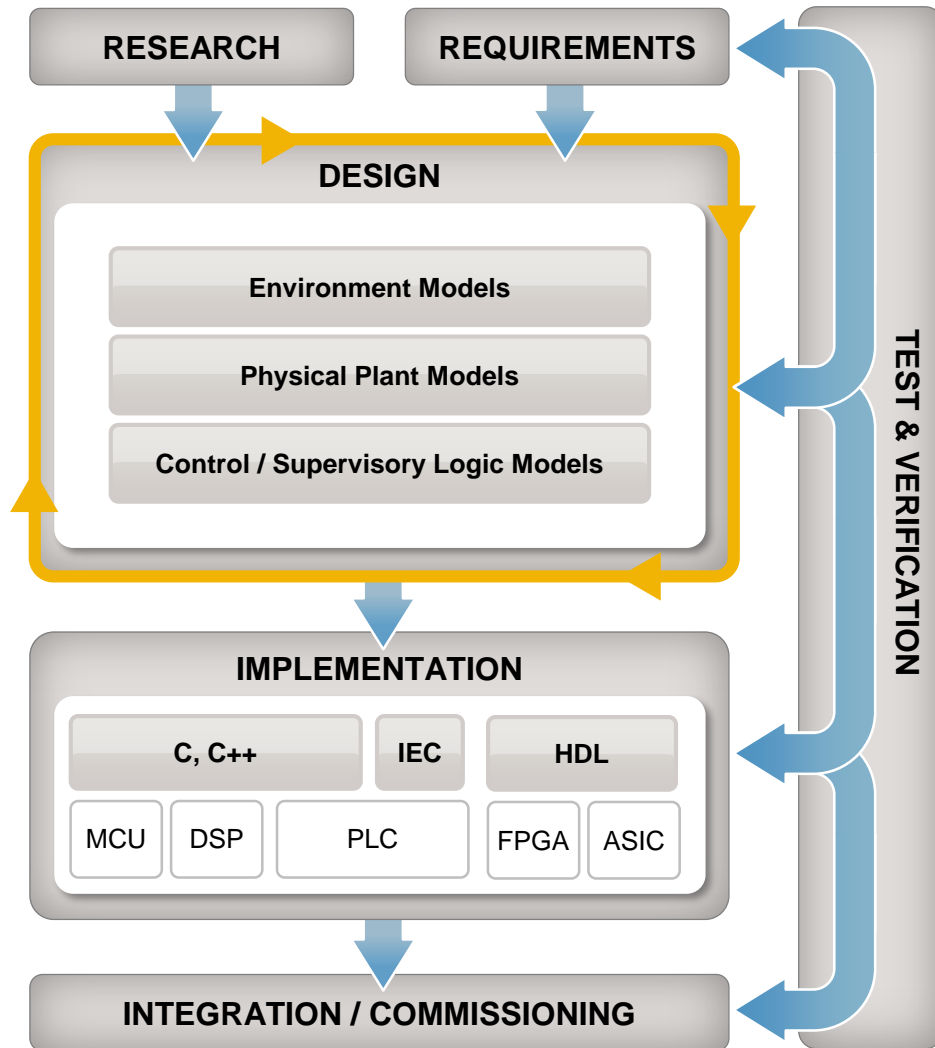 RESEARCH
REQUIREMENTS
DESIGN
Environment Models
Physical Plant Models
Control / Supervisory Logic Models
TEST & VERIFICATION
IMPLEMENTATION
C, C++
IEC
HDL
MCU
DSP
PLC
FPGA
ASIC
INTEGRATION / COMMISSIONING